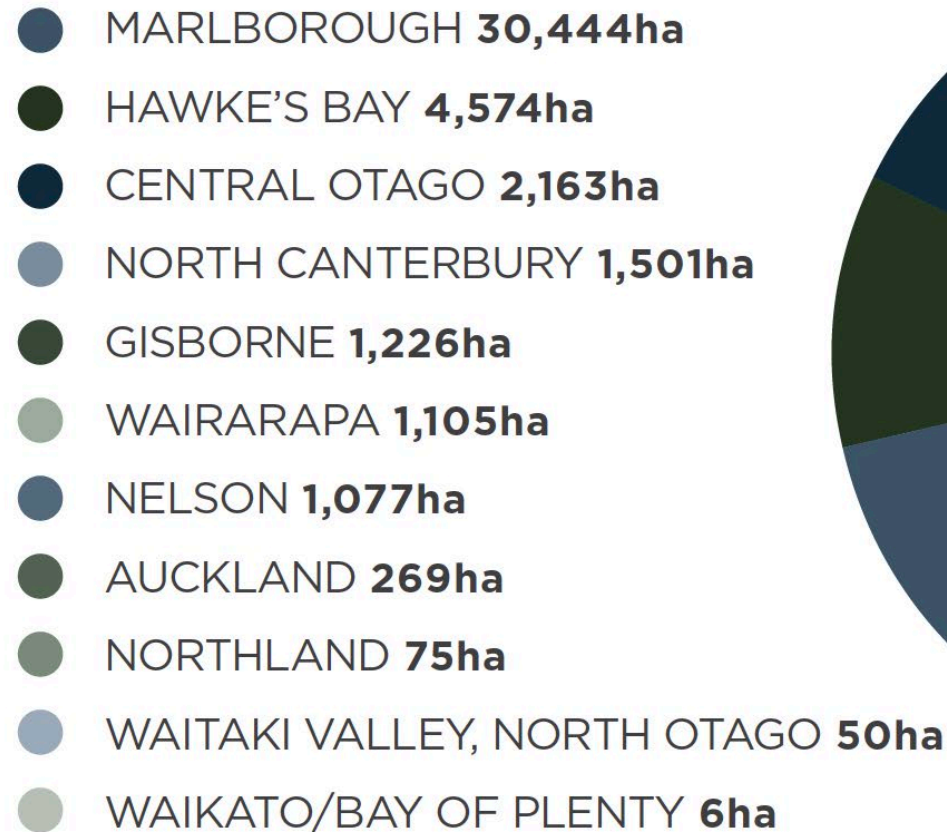 MARLBOROUGH 30,444ha
HAWKE'S BAY 4,574ha
CENTRAL OTAGO 2,163ha
NORTH CANTERBURY 1,501ha
GISBORNE 1,226ha
WAIRARAPA 1,105ha
NELSON 1,077ha
AUCKLAND 269ha
NORTHLAND 75ha
WAITAKI VALLEY, NORTH OTAGO 50ha
WAIKATO/BAY OF PLENTY 6ha